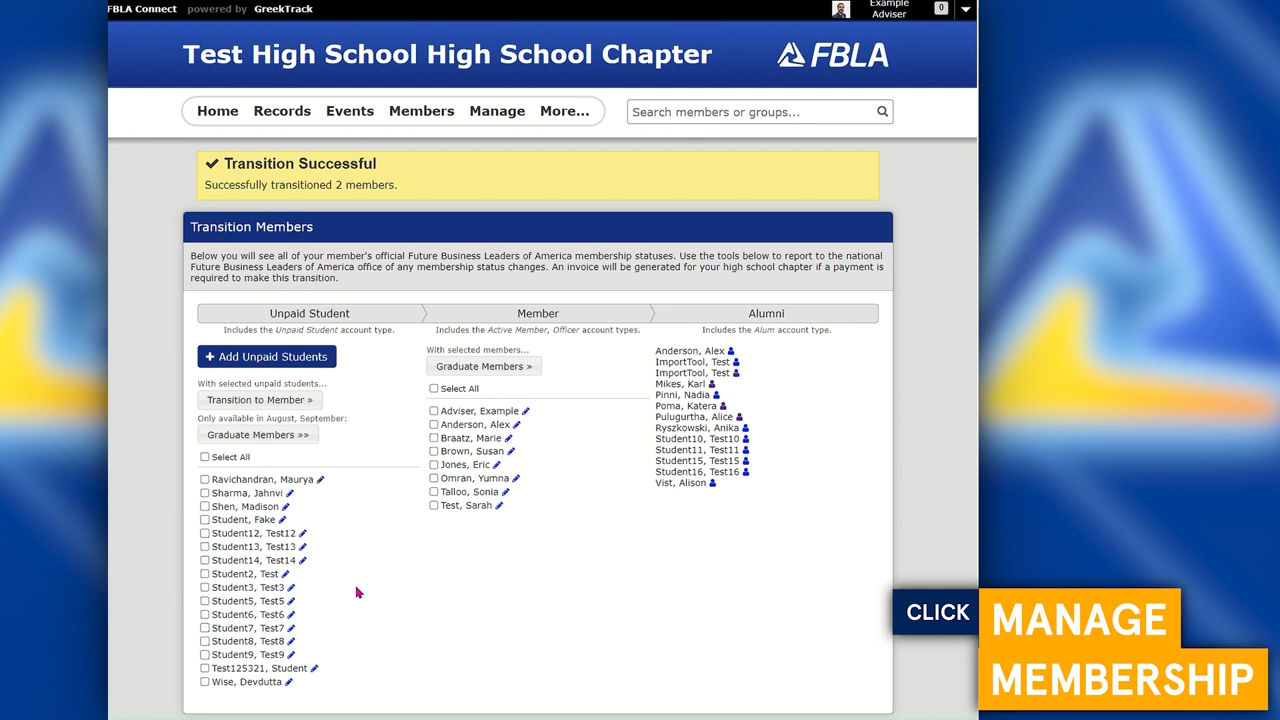 FBLA Connect powered by GreekTrack
Example
Adviser
0
Test High School High School Chapter
FBLA
Home Records Events Members Manage More...
Search members or groups...
Transition Successful
Successfully transitioned 2 members.
Transition Members
Below you will see all of your member's official Future Business Leaders of America membership statuses. Use the tools below to report to the national
Future Business Leaders of America office of any membership status changes. An invoice will be generated for your high school chapter if a payment is
required to make this transition.
Unpaid Student
Includes the Unpaid Student account type.
+ Add Unpaid Students
With selected unpaid students...
Transition to Member »
Only available in August, September:
Graduate Members »»
Select All
Ravichandran, Maurya
Sharma, Jahnvi
Shen, Madison
Student, Fake
Student12, Test12
Student13, Test13
Student14, Test14
Student2, Test
Student3, Test3
Student5, Test5
Student6, Test6
Student7, Test7
Student8, Test8
Student9, Test9
Test125321, Student
Wise, Devdutta
Member
Includes the Active Member, Officer account types.
With selected members...
Graduate Members »
Select All
Adviser, Example
Anderson, Alex
Braatz, Marie
Brown, Susan
Jones, Eric
Omran, Yumna
Talloo, Sonia
Test, Sarah
Alumni
Includes the Alum account type.
Anderson, Alex
ImportTool, Test
ImportTool, Test
Mikes, Karl
Pinni, Nadia
Poma, Katera
Pulugurtha, Alice
Ryszkowski, Anika
Student10, Test10
Student11, Test11
Student15, Test15
Student16, Test16
Vist, Alison
CLICK
MANAGE
MEMBERSHIP